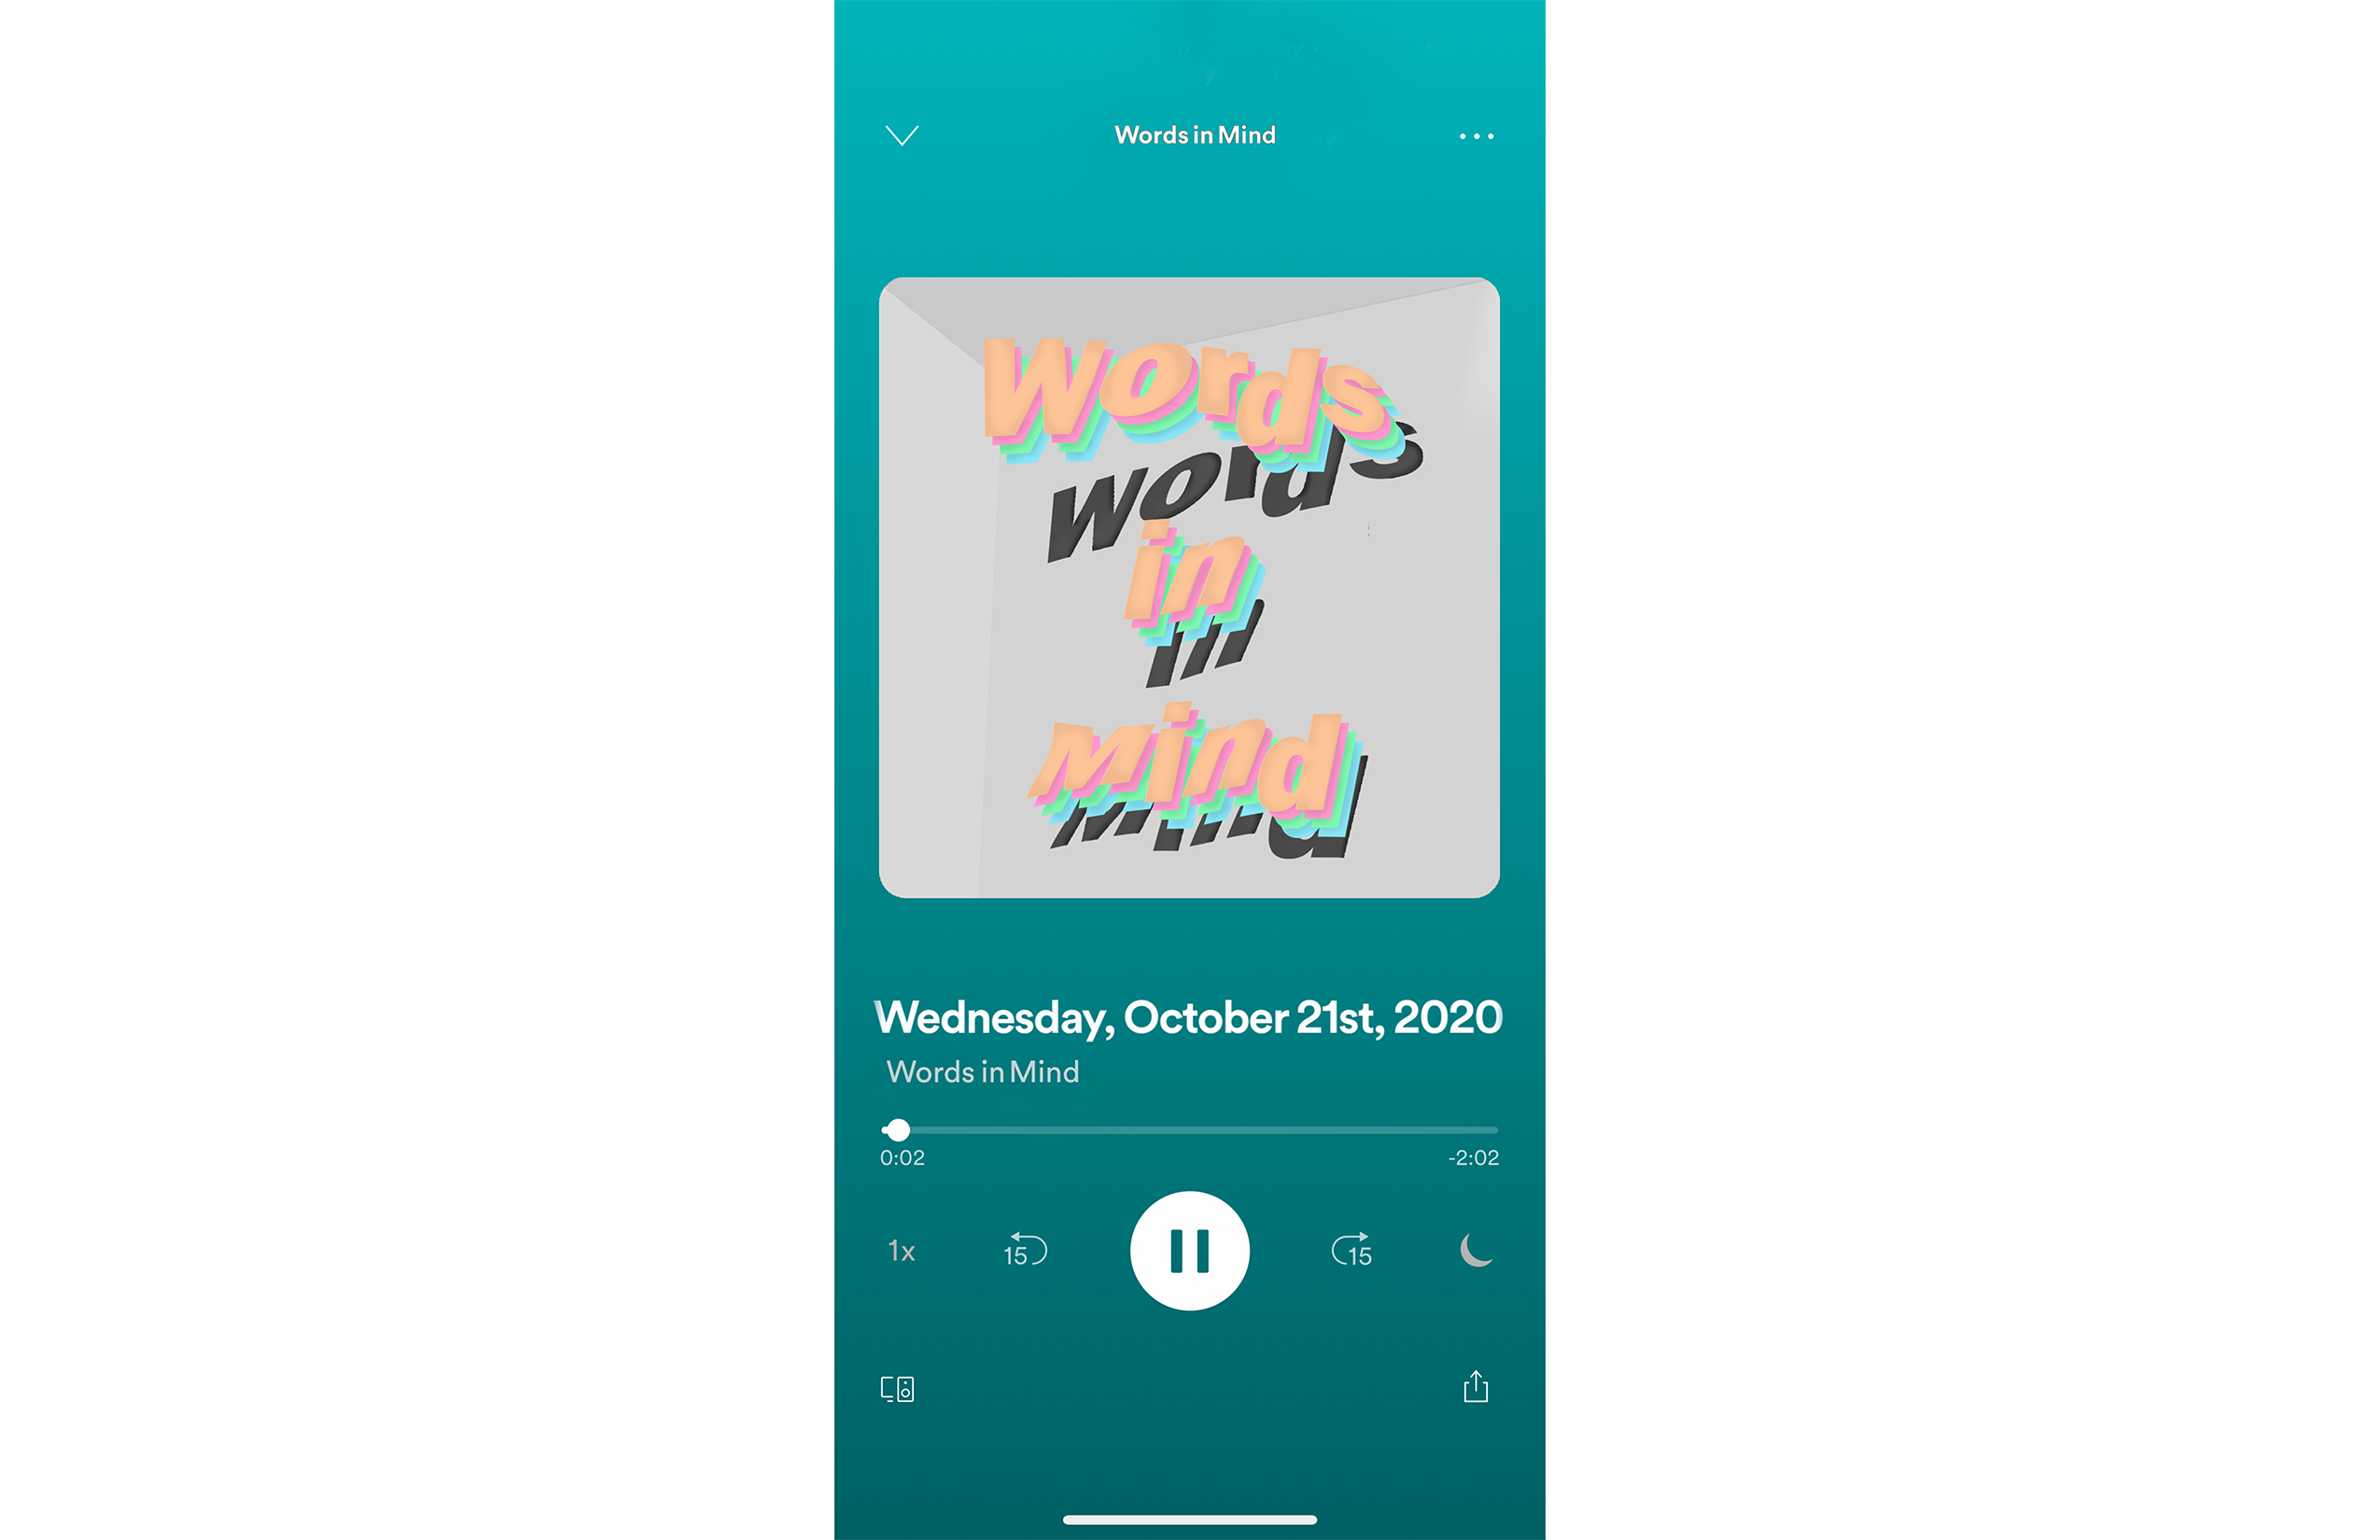 Words in Mind
Words
Words
in
in
Mind
Mind
Wednesday, October 21st, 2020
Words in Mind
0:02
-2:02
1x
15
15